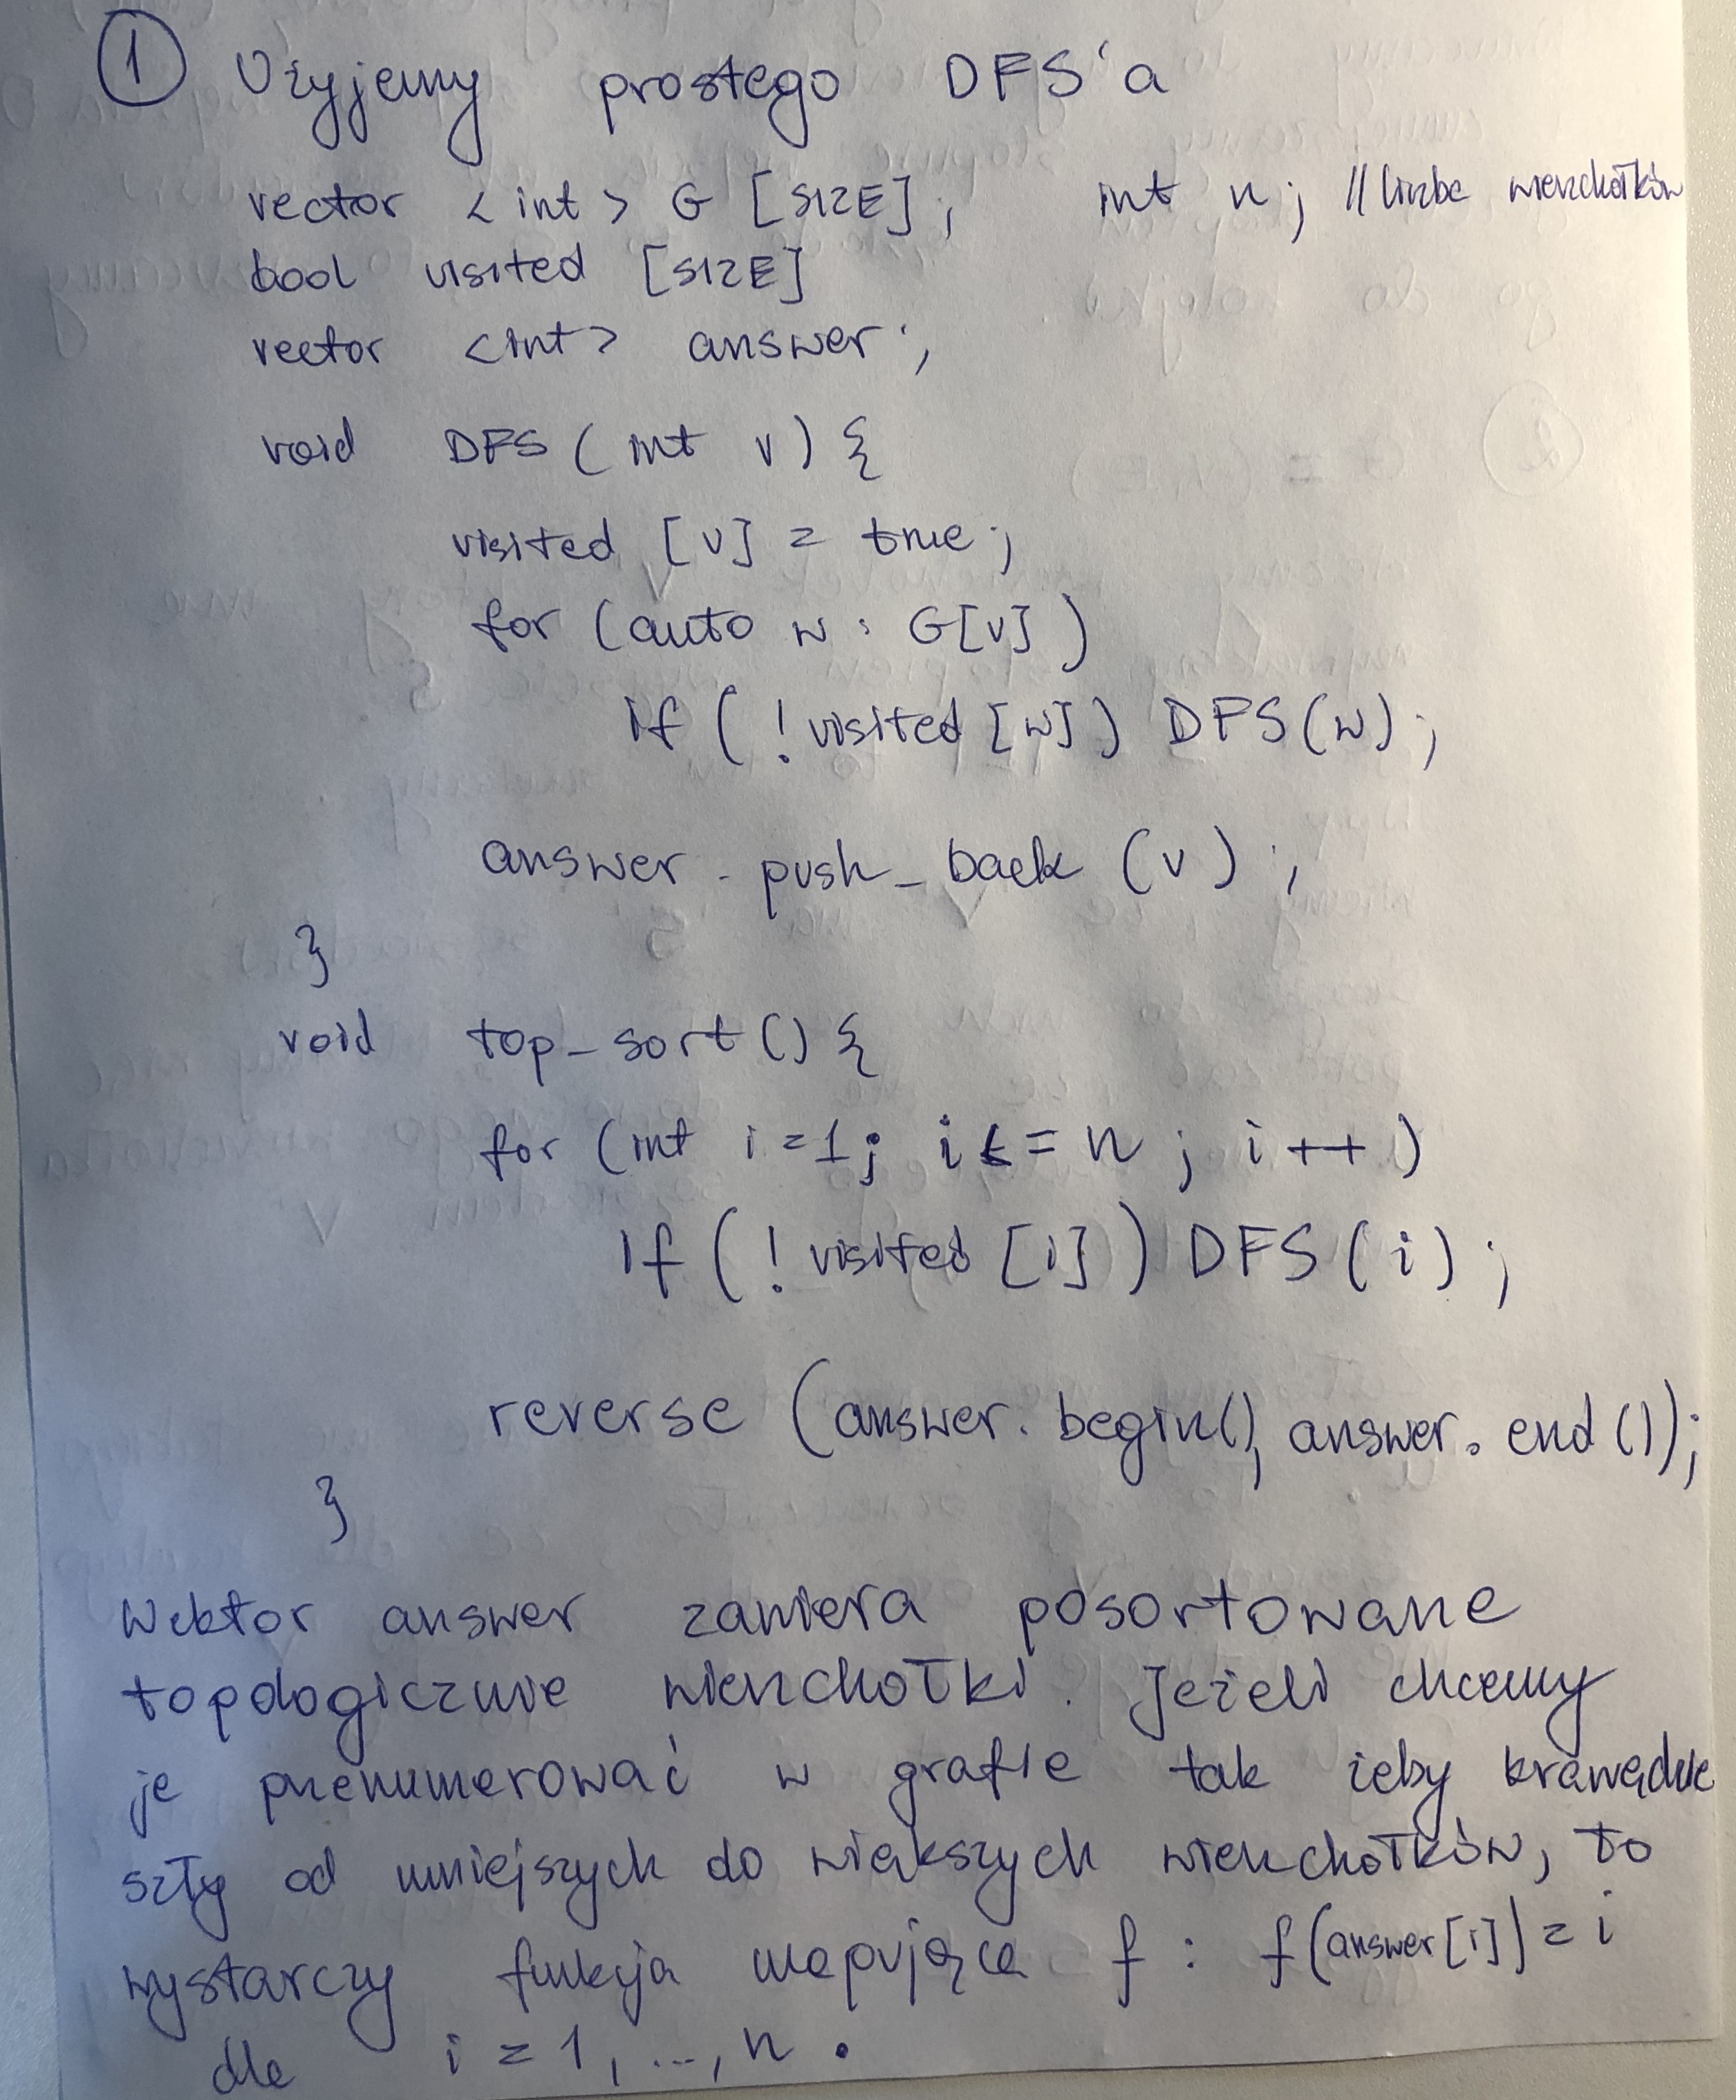 1 Użyjemy prostego DFS'a
vector <int> G [SIZE]; int n; // liczba wierzchołków
bool visited [SIZE]
vector <int> answer;
void DFS (int v) {
visited [v] = true;
for (auto w : G[v])
if (!visited [w]) DFS(w);
answer.push_back (v);
}
void top_sort() {
for (int i=1; i<=n; i++)
if (!visited [i]) DFS(i);
reverse (answer.begin(), answer.end());
}
Wektor answer zawiera posortowane
topologicznie wierzchołki. Jeżeli chcemy
je przenumerować w grafie tak żeby krawędzie
szły od mniejszych do większych wierzchołków, to
wystarczy funkcja mapująca f : f(answer[i]) = i
dla i = 1, ..., n.